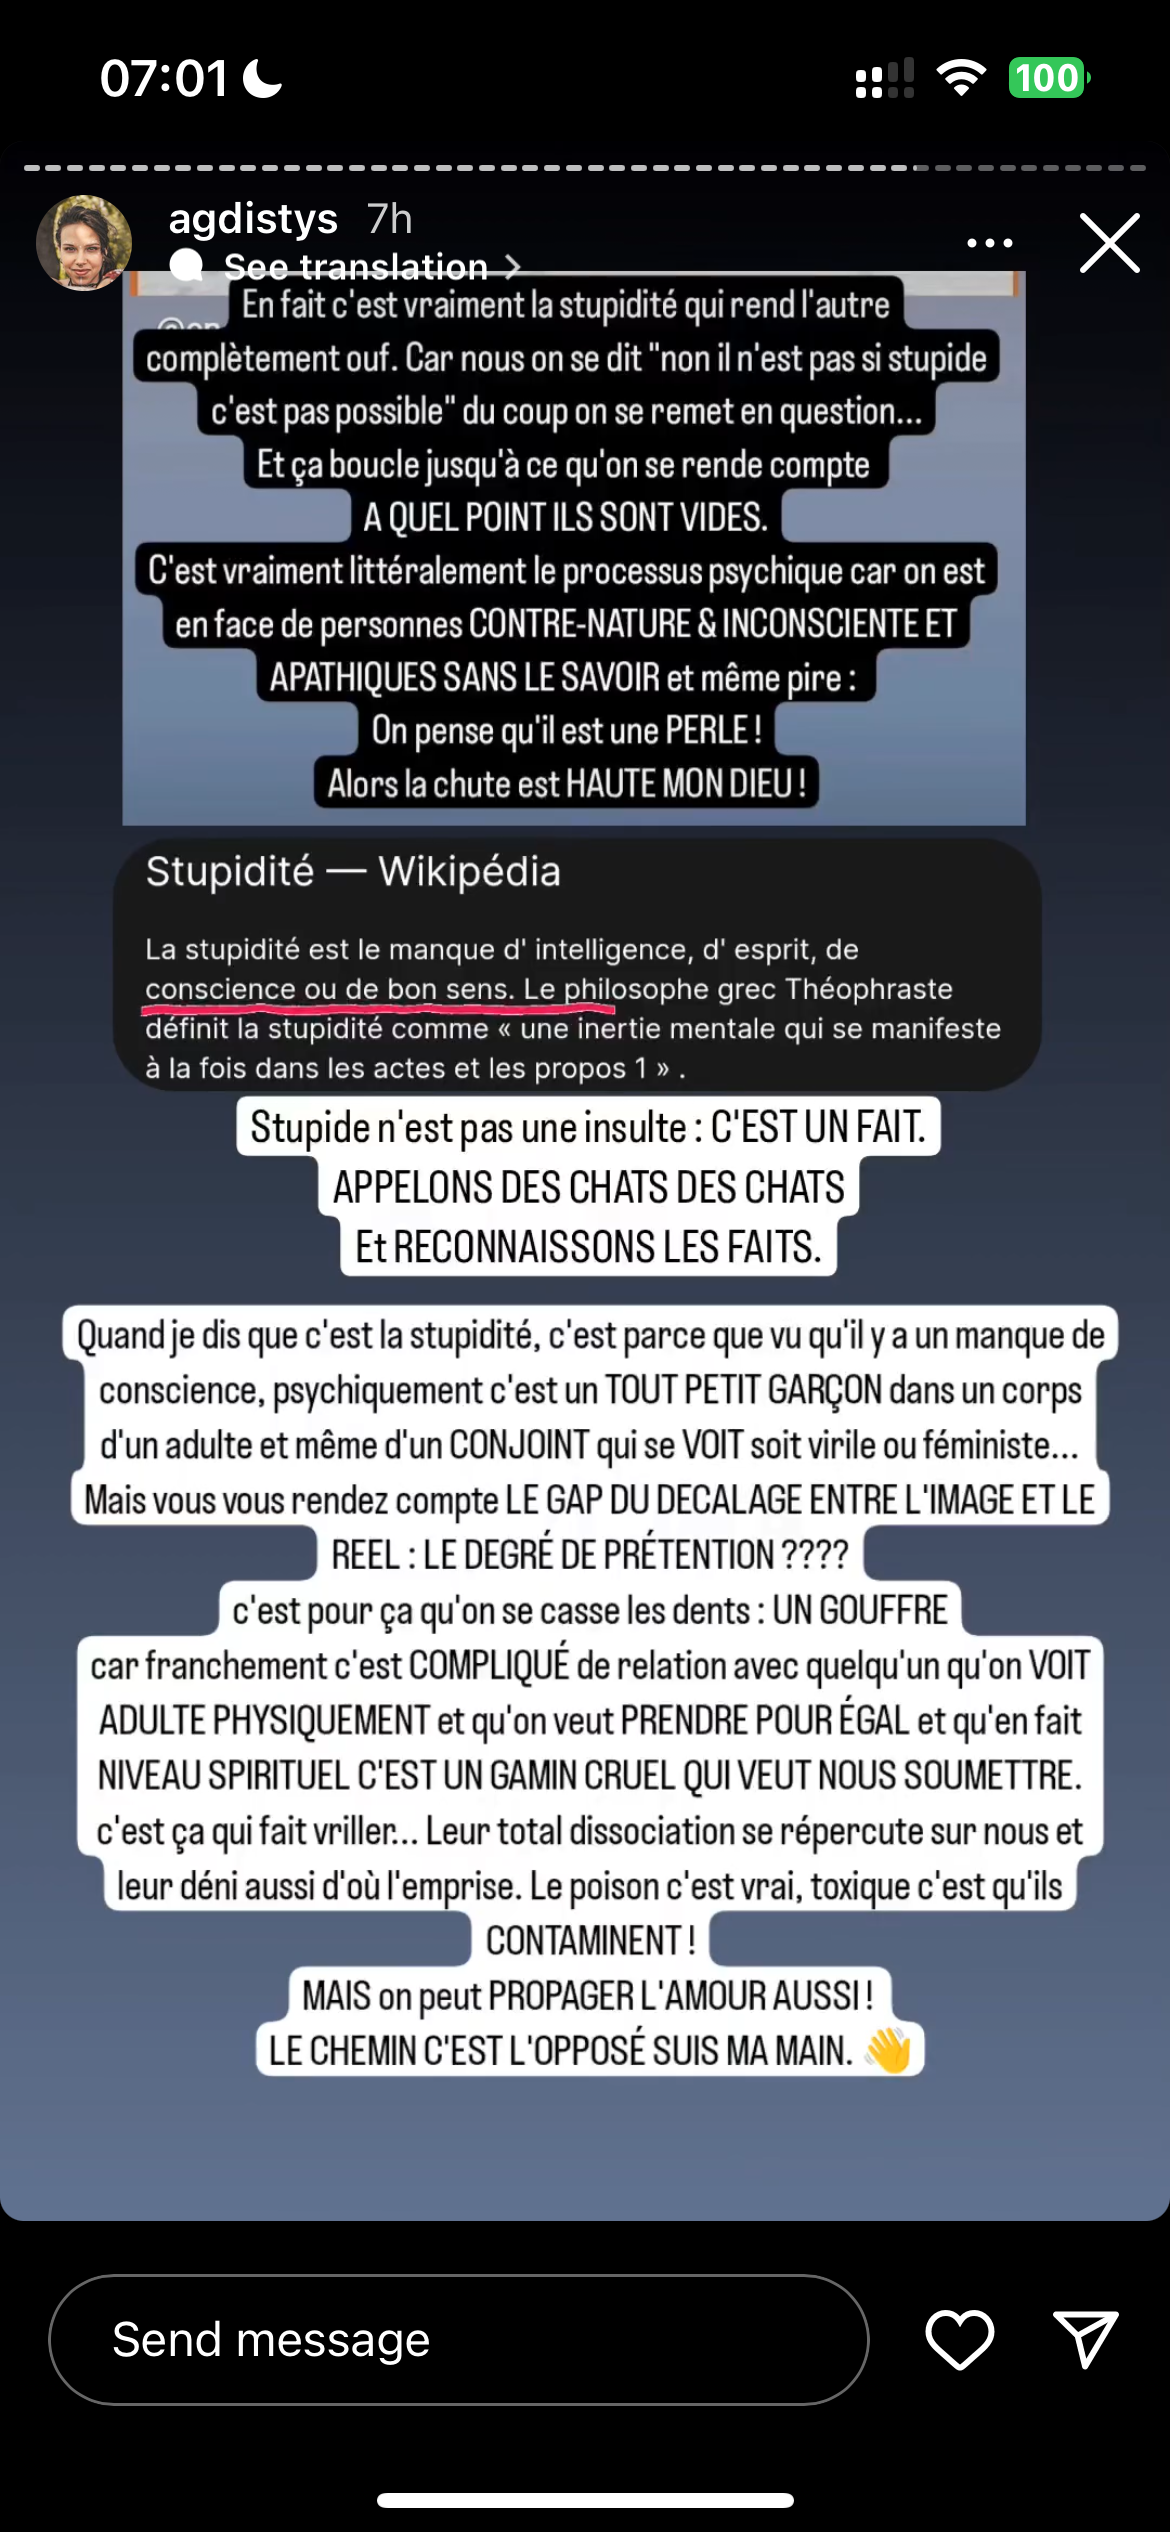 07:01
100
agdistys 7h
See translation >
En fait c'est vraiment la stupidité qui rend l'autre
complètement ouf. Car nous on se dit "non il n'est pas si stupide
c'est pas possible" du coup on se remet en question...
Et ça boucle jusqu'à ce qu'on se rende compte
A QUEL POINT ILS SONT VIDES.
C'est vraiment littéralement le processus psychique car on est
en face de personnes CONTRE-NATURE & INCONSCIENTE ET
APATHIQUES SANS LE SAVOIR et même pire :
On pense qu'il est une PERLE !
Alors la chute est HAUTE MON DIEU !
Stupidité — Wikipédia
La stupidité est le manque d' intelligence, d' esprit, de
conscience ou de bon sens. Le philosophe grec Théophraste
définit la stupidité comme « une inertie mentale qui se manifeste
à la fois dans les actes et les propos 1 » .
Stupide n'est pas une insulte : C'EST UN FAIT.
APPELONS DES CHATS DES CHATS
Et RECONNAISSONS LES FAITS.
Quand je dis que c'est la stupidité, c'est parce que vu qu'il y a un manque de
conscience, psychiquement c'est un TOUT PETIT GARÇON dans un corps
d'un adulte et même d'un CONJOINT qui se VOIT soit virile ou féministe...
Mais vous vous rendez compte LE GAP DU DECALAGE ENTRE L'IMAGE ET LE
REEL : LE DEGRÉ DE PRÉTENTION ????
c'est pour ça qu'on se casse les dents : UN GOUFFRE
car franchement c'est COMPLIQUÉ de relation avec quelqu'un qu'on VOIT
ADULTE PHYSIQUEMENT et qu'on veut PRENDRE POUR ÉGAL et qu'en fait
NIVEAU SPIRITUEL C'EST UN GAMIN CRUEL QUI VEUT NOUS SOUMETTRE.
c'est ça qui fait vriller... Leur total dissociation se répercute sur nous et
leur déni aussi d'où l'emprise. Le poison c'est vrai, toxique c'est qu'ils
CONTAMINENT !
MAIS on peut PROPAGER L'AMOUR AUSSI !
LE CHEMIN C'EST L'OPPOSÉ SUIS MA MAIN. 👋
Send message